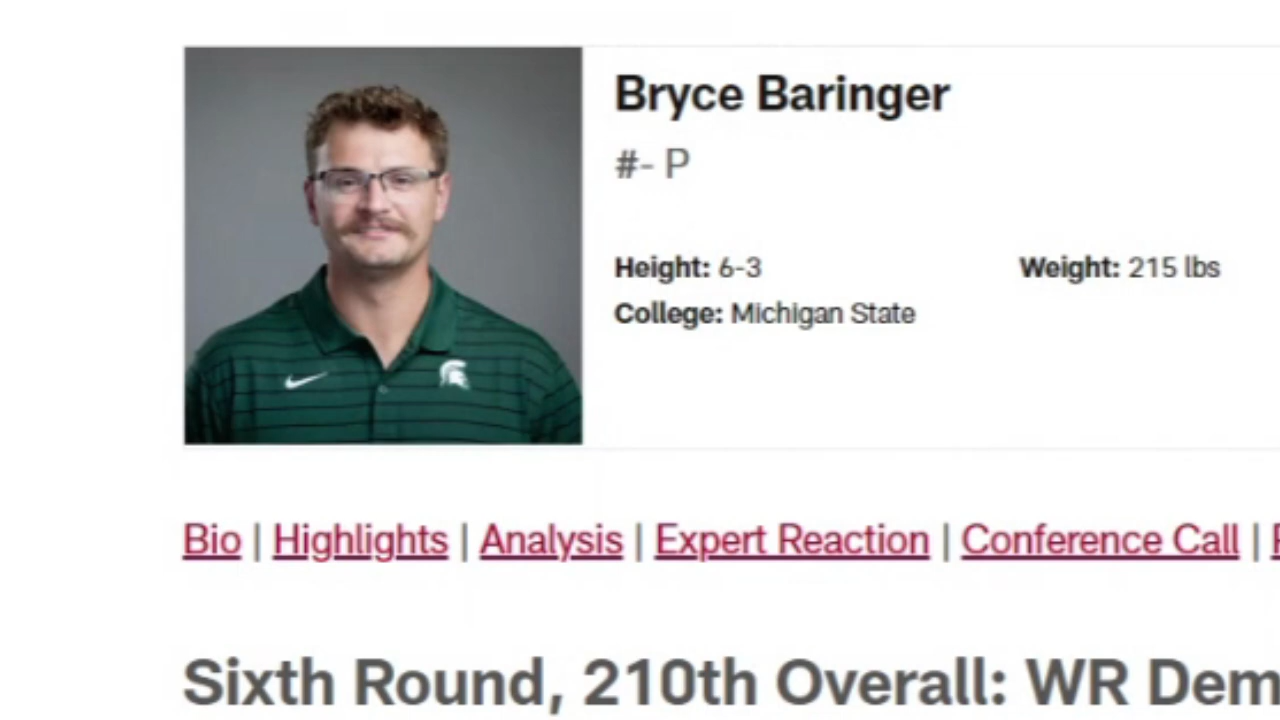 Bryce Baringer
#- P
Height: 6-3 Weight: 215 lbs
College: Michigan State
Bio | Highlights | Analysis | Expert Reaction | Conference Call |
Sixth Round, 210th Overall: WR Dem